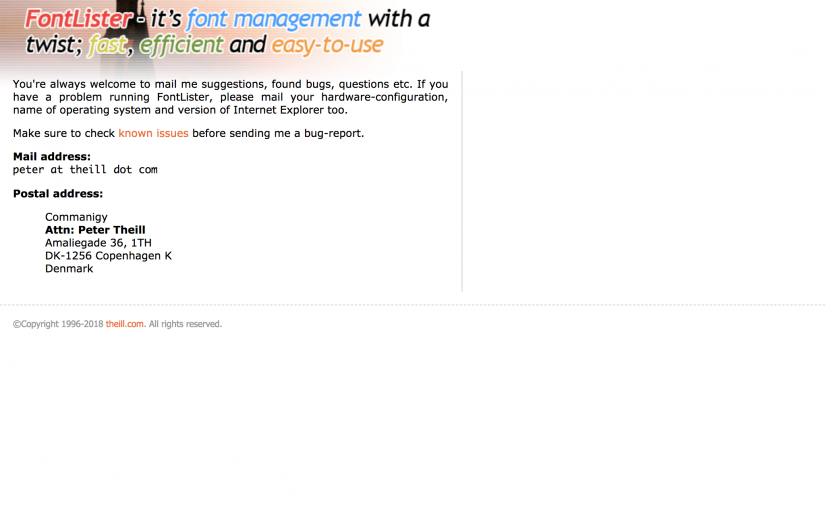 FontLister - it's font management with a
twist; fast, efficient and easy-to-use
You're always welcome to mail me suggestions, found bugs, questions etc. If you
have a problem running FontLister, please mail your hardware-configuration,
name of operating system and version of Internet Explorer too.
Make sure to check known issues before sending me a bug-report.
Mail address:
peter at theill dot com
Postal address:
Commanigy
Attn: Peter Theill
Amaliegade 36, 1TH
DK-1256 Copenhagen K
Denmark
©Copyright 1996-2018 theill.com. All rights reserved.